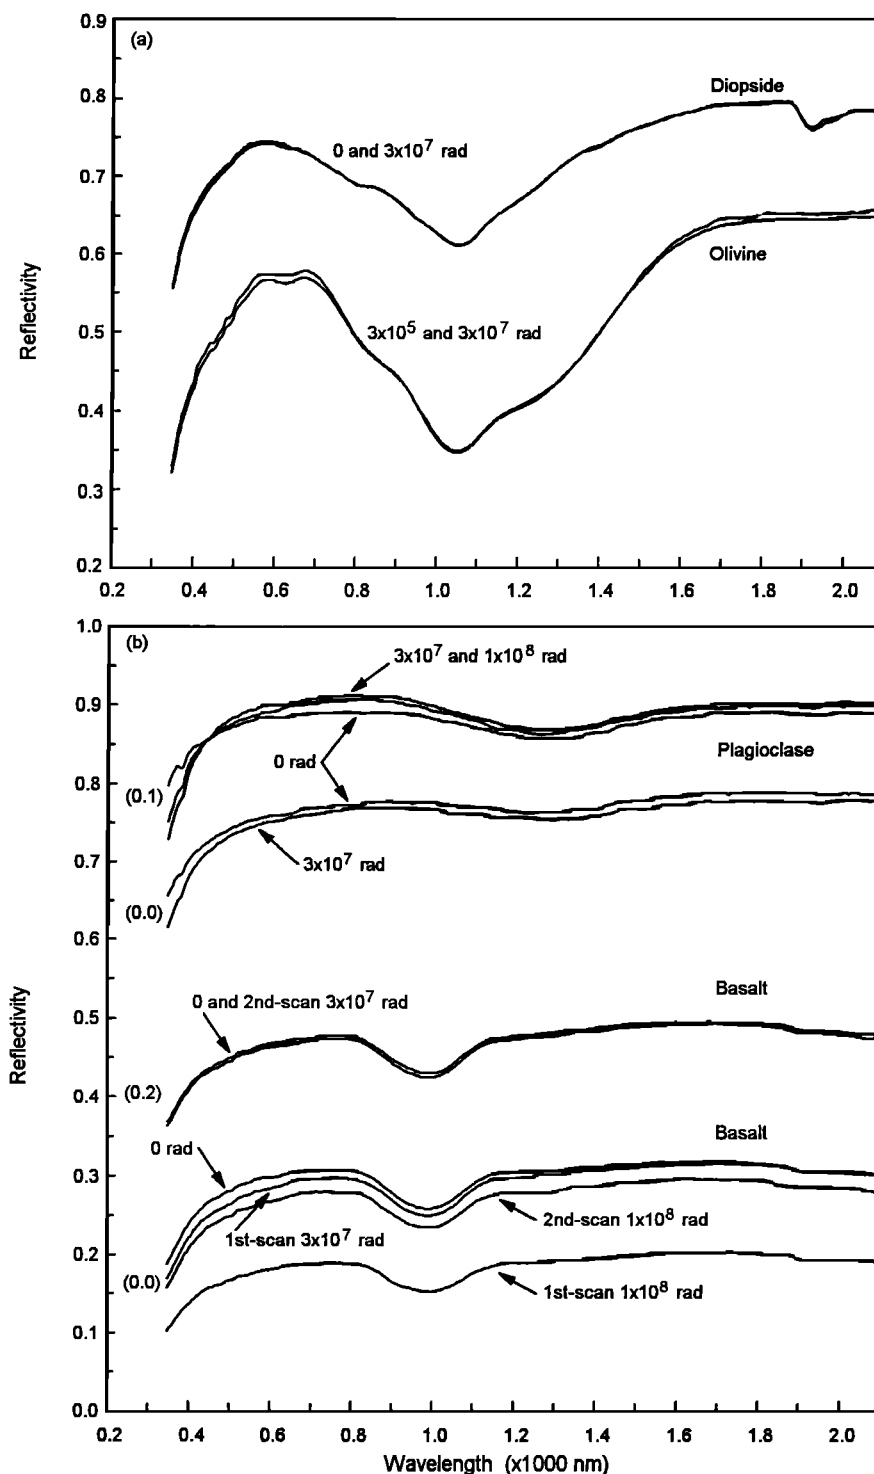 (a)
0.9
0.8
0.7
0.6
0.5
0.4
0.3
0.2
Reflectivity
Diopside
0 and 3x10⁷ rad
Olivine
3x10⁵ and 3x10⁷ rad
0.2 0.4 0.6 0.8 1.0 1.2 1.4 1.6 1.8 2.0
(b)
1.0
0.9
0.8
0.7
0.6
0.5
0.4
0.3
0.2
0.1
0.0
Reflectivity
3x10⁷ and 1x10⁸ rad
0 rad
Plagioclase
(0.1)
3x10⁷ rad
(0.0)
0 and 2nd-scan 3x10⁷ rad
Basalt
(0.2)
Basalt
0 rad
1st-scan 3x10⁷ rad
2nd-scan 1x10⁸ rad
(0.0)
1st-scan 1x10⁸ rad
0.2 0.4 0.6 0.8 1.0 1.2 1.4 1.6 1.8 2.0
Wavelength (x1000 nm)